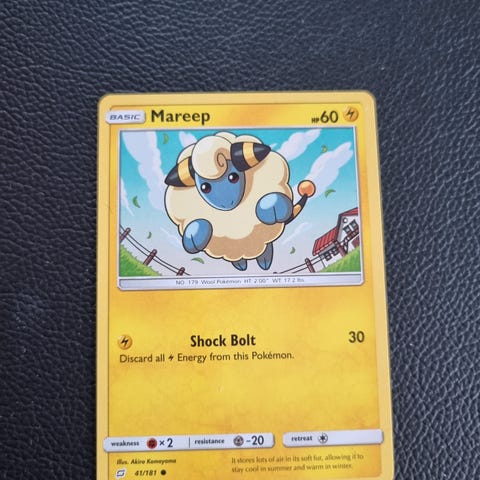 BASIC Mareep HP60
NO. 179 Wool Pokémon HT: 2'00" WT: 17.2 lbs.
Shock Bolt 30
Discard all Energy from this Pokémon.
weakness ×2 resistance -20 retreat
Illus. Akira Komayama
41/181
It stores lots of air in its soft fur, allowing it to
stay cool in summer and warm in winter.